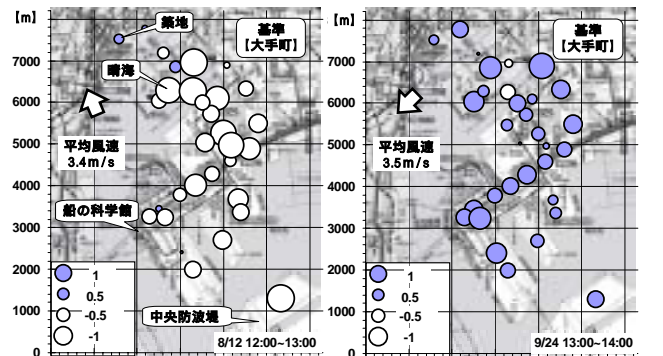 [m]
築地
基準
【大手町】
7000
晴海
6000
平均風速
3.4m/s
5000
4000
船の科学館
3000
2000
1000
中央防波堤
0
1
0.5
-0.5
-1
8/12 12:00~13:00
[m]
基準
【大手町】
7000
6000
平均風速
3.5m/s
5000
4000
3000
2000
1000
0
1
0.5
-0.5
-1
9/24 13:00~14:00